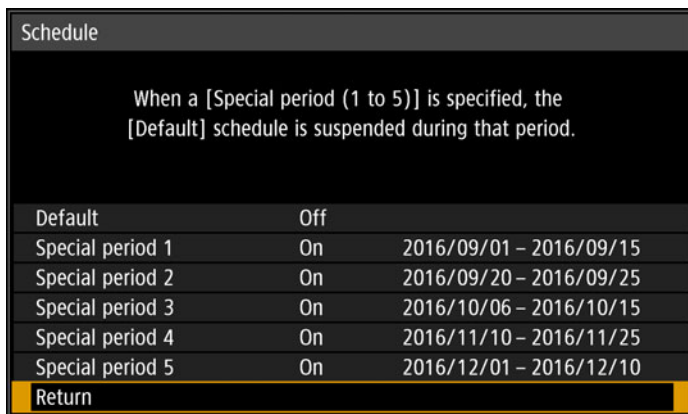 Schedule
When a [Special period (1 to 5)] is specified, the
[Default] schedule is suspended during that period.
Default Off
Special period 1 On 2016/09/01 – 2016/09/15
Special period 2 On 2016/09/20 – 2016/09/25
Special period 3 On 2016/10/06 – 2016/10/15
Special period 4 On 2016/11/10 – 2016/11/25
Special period 5 On 2016/12/01 – 2016/12/10
Return